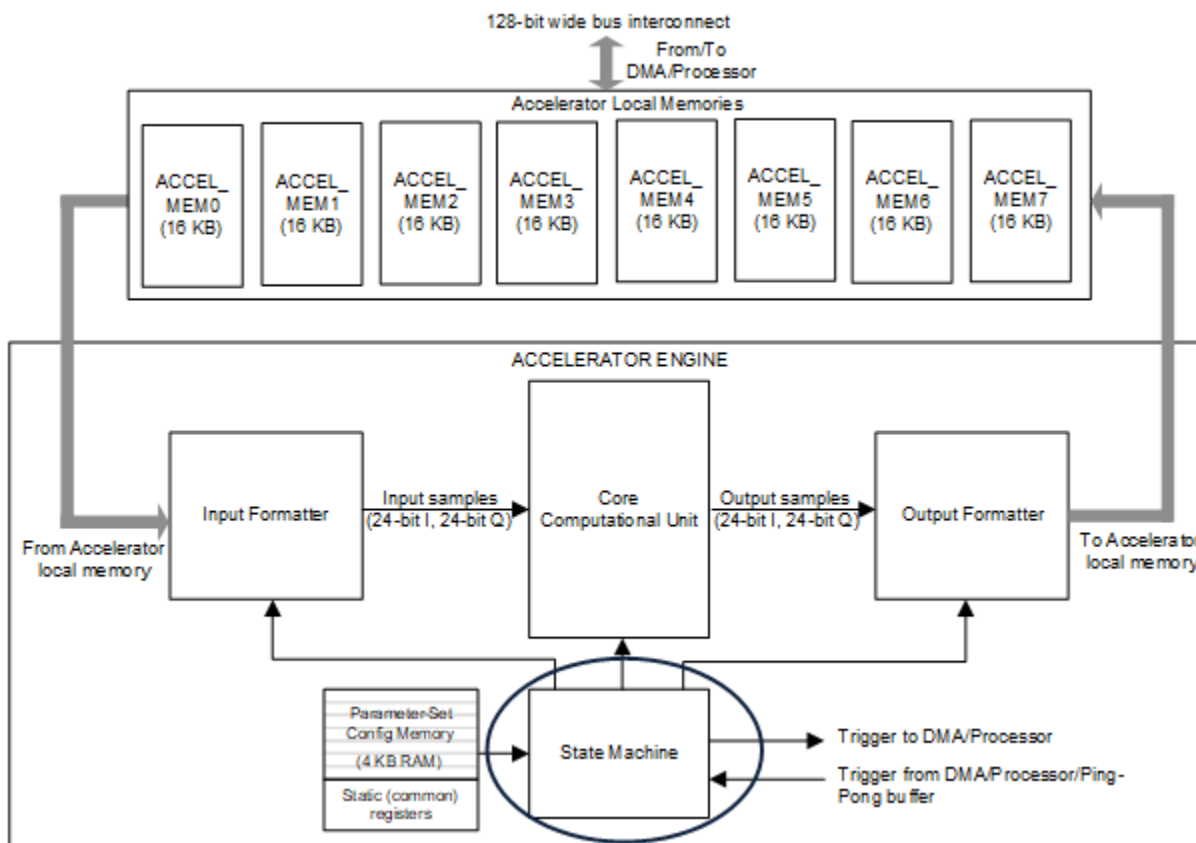 128-bit wide bus interconnect
From/To
DMA/Processor
Accelerator Local Memories
ACCEL_
MEM0
(16 KB)
ACCEL_
MEM1
(16 KB)
ACCEL_
MEM2
(16 KB)
ACCEL_
MEM3
(16 KB)
ACCEL_
MEM4
(16 KB)
ACCEL_
MEM5
(16 KB)
ACCEL_
MEM6
(16 KB)
ACCEL_
MEM7
(16 KB)
ACCELERATOR ENGINE
Input Formatter
Input samples
(24-bit I, 24-bit Q)
Core
Computational Unit
Output samples
(24-bit I, 24-bit Q)
Output Formatter
From Accelerator
local memory
To Accelerator
local memory
Parameter-Set
Config Memory
(4 KB RAM)
Static (common)
registers
State Machine
Trigger to DMA/Processor
Trigger from DMA/Processor/Ping-
Pong buffer